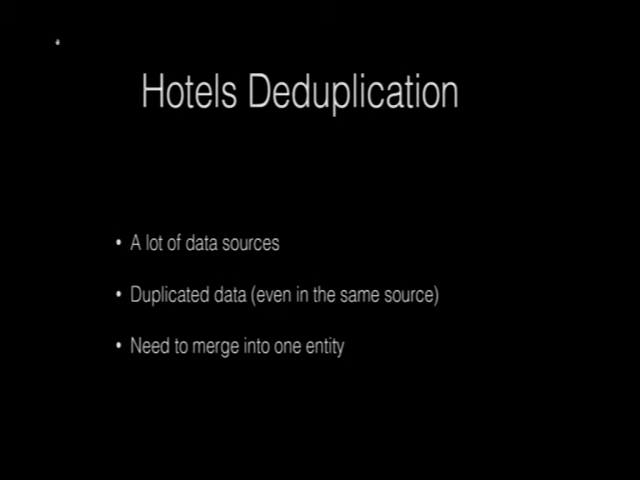 Hotels Deduplication
• A lot of data sources
• Duplicated data (even in the same source)
• Need to merge into one entity